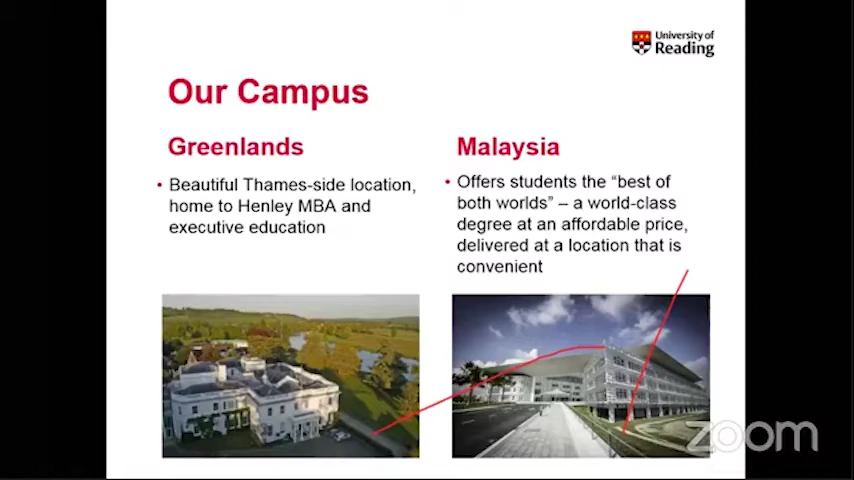 University of
Reading
Our Campus
Greenlands
• Beautiful Thames-side location,
home to Henley MBA and
executive education
Malaysia
• Offers students the “best of
both worlds” – a world-class
degree at an affordable price,
delivered at a location that is
convenient
zoom